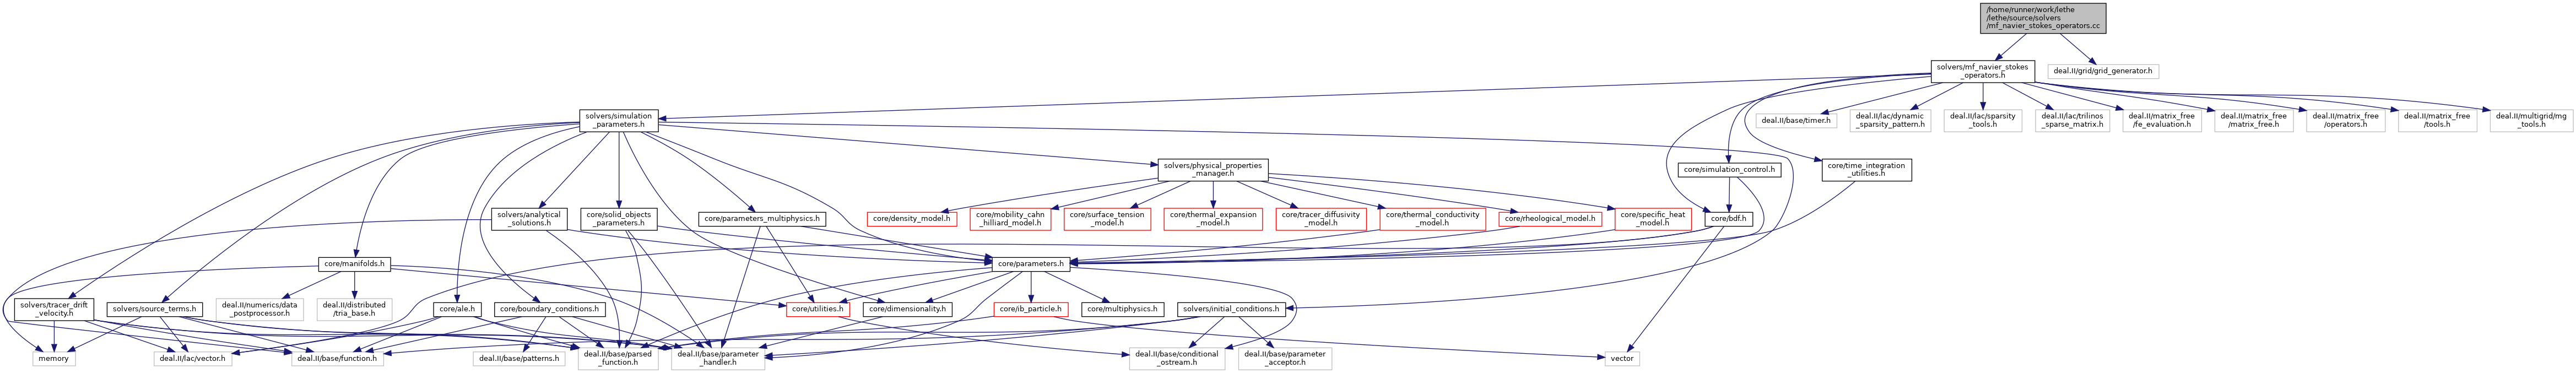 /home/runner/work/lethe
/lethe/source/solvers
/mf_navier_stokes_operators.cc
solvers/mf_navier_stokes
_operators.h
deal.II/grid/grid_generator.h
solvers/simulation
_parameters.h
deal.II/base/timer.h
deal.II/lac/dynamic
_sparsity_pattern.h
deal.II/lac/sparsity
_tools.h
deal.II/lac/trilinos
_sparse_matrix.h
deal.II/matrix_free
/fe_evaluation.h
deal.II/matrix_free
/matrix_free.h
deal.II/matrix_free
/operators.h
deal.II/matrix_free
/tools.h
deal.II/multigrid/mg
_tools.h
solvers/physical_properties
_manager.h
core/simulation_control.h
core/time_integration
_utilities.h
solvers/analytical
_solutions.h
core/solid_objects
_parameters.h
core/parameters_multiphysics.h
core/density_model.h
core/mobility_cahn
_hilliard_model.h
core/surface_tension
_model.h
core/thermal_expansion
_model.h
core/tracer_diffusivity
_model.h
core/thermal_conductivity
_model.h
core/rheological_model.h
core/specific_heat
_model.h
core/bdf.h
core/manifolds.h
core/parameters.h
solvers/tracer_drift
_velocity.h
solvers/source_terms.h
deal.II/numerics/data
_postprocessor.h
deal.II/distributed
/tria_base.h
core/ale.h
core/boundary_conditions.h
core/utilities.h
core/dimensionality.h
core/ib_particle.h
core/multiphysics.h
solvers/initial_conditions.h
memory
deal.II/lac/vector.h
deal.II/base/function.h
deal.II/base/patterns.h
deal.II/base/parsed
_function.h
deal.II/base/parameter
_handler.h
deal.II/base/conditional
_ostream.h
deal.II/base/parameter
_acceptor.h
vector